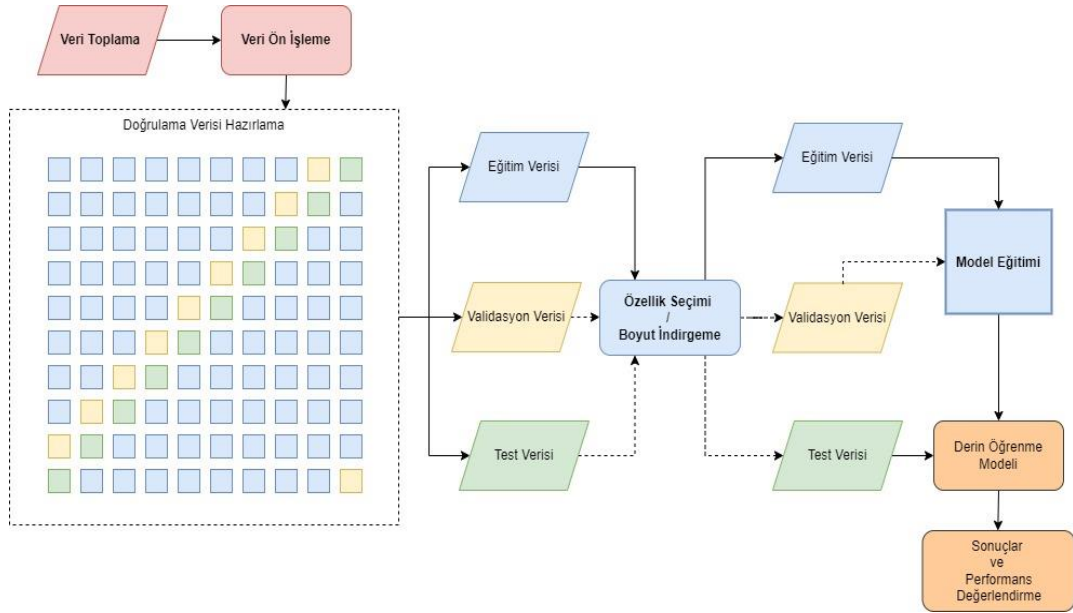 Veri Toplama
Veri Ön İşleme
Doğrulama Verisi Hazırlama
Eğitim Verisi
Eğitim Verisi
Model Eğitimi
Özellik Seçimi
/
Boyut İndirgeme
Validasyon Verisi
Validasyon Verisi
Test Verisi
Test Verisi
Derin Öğrenme
Modeli
Sonuçlar
ve
Performans
Değerlendirme